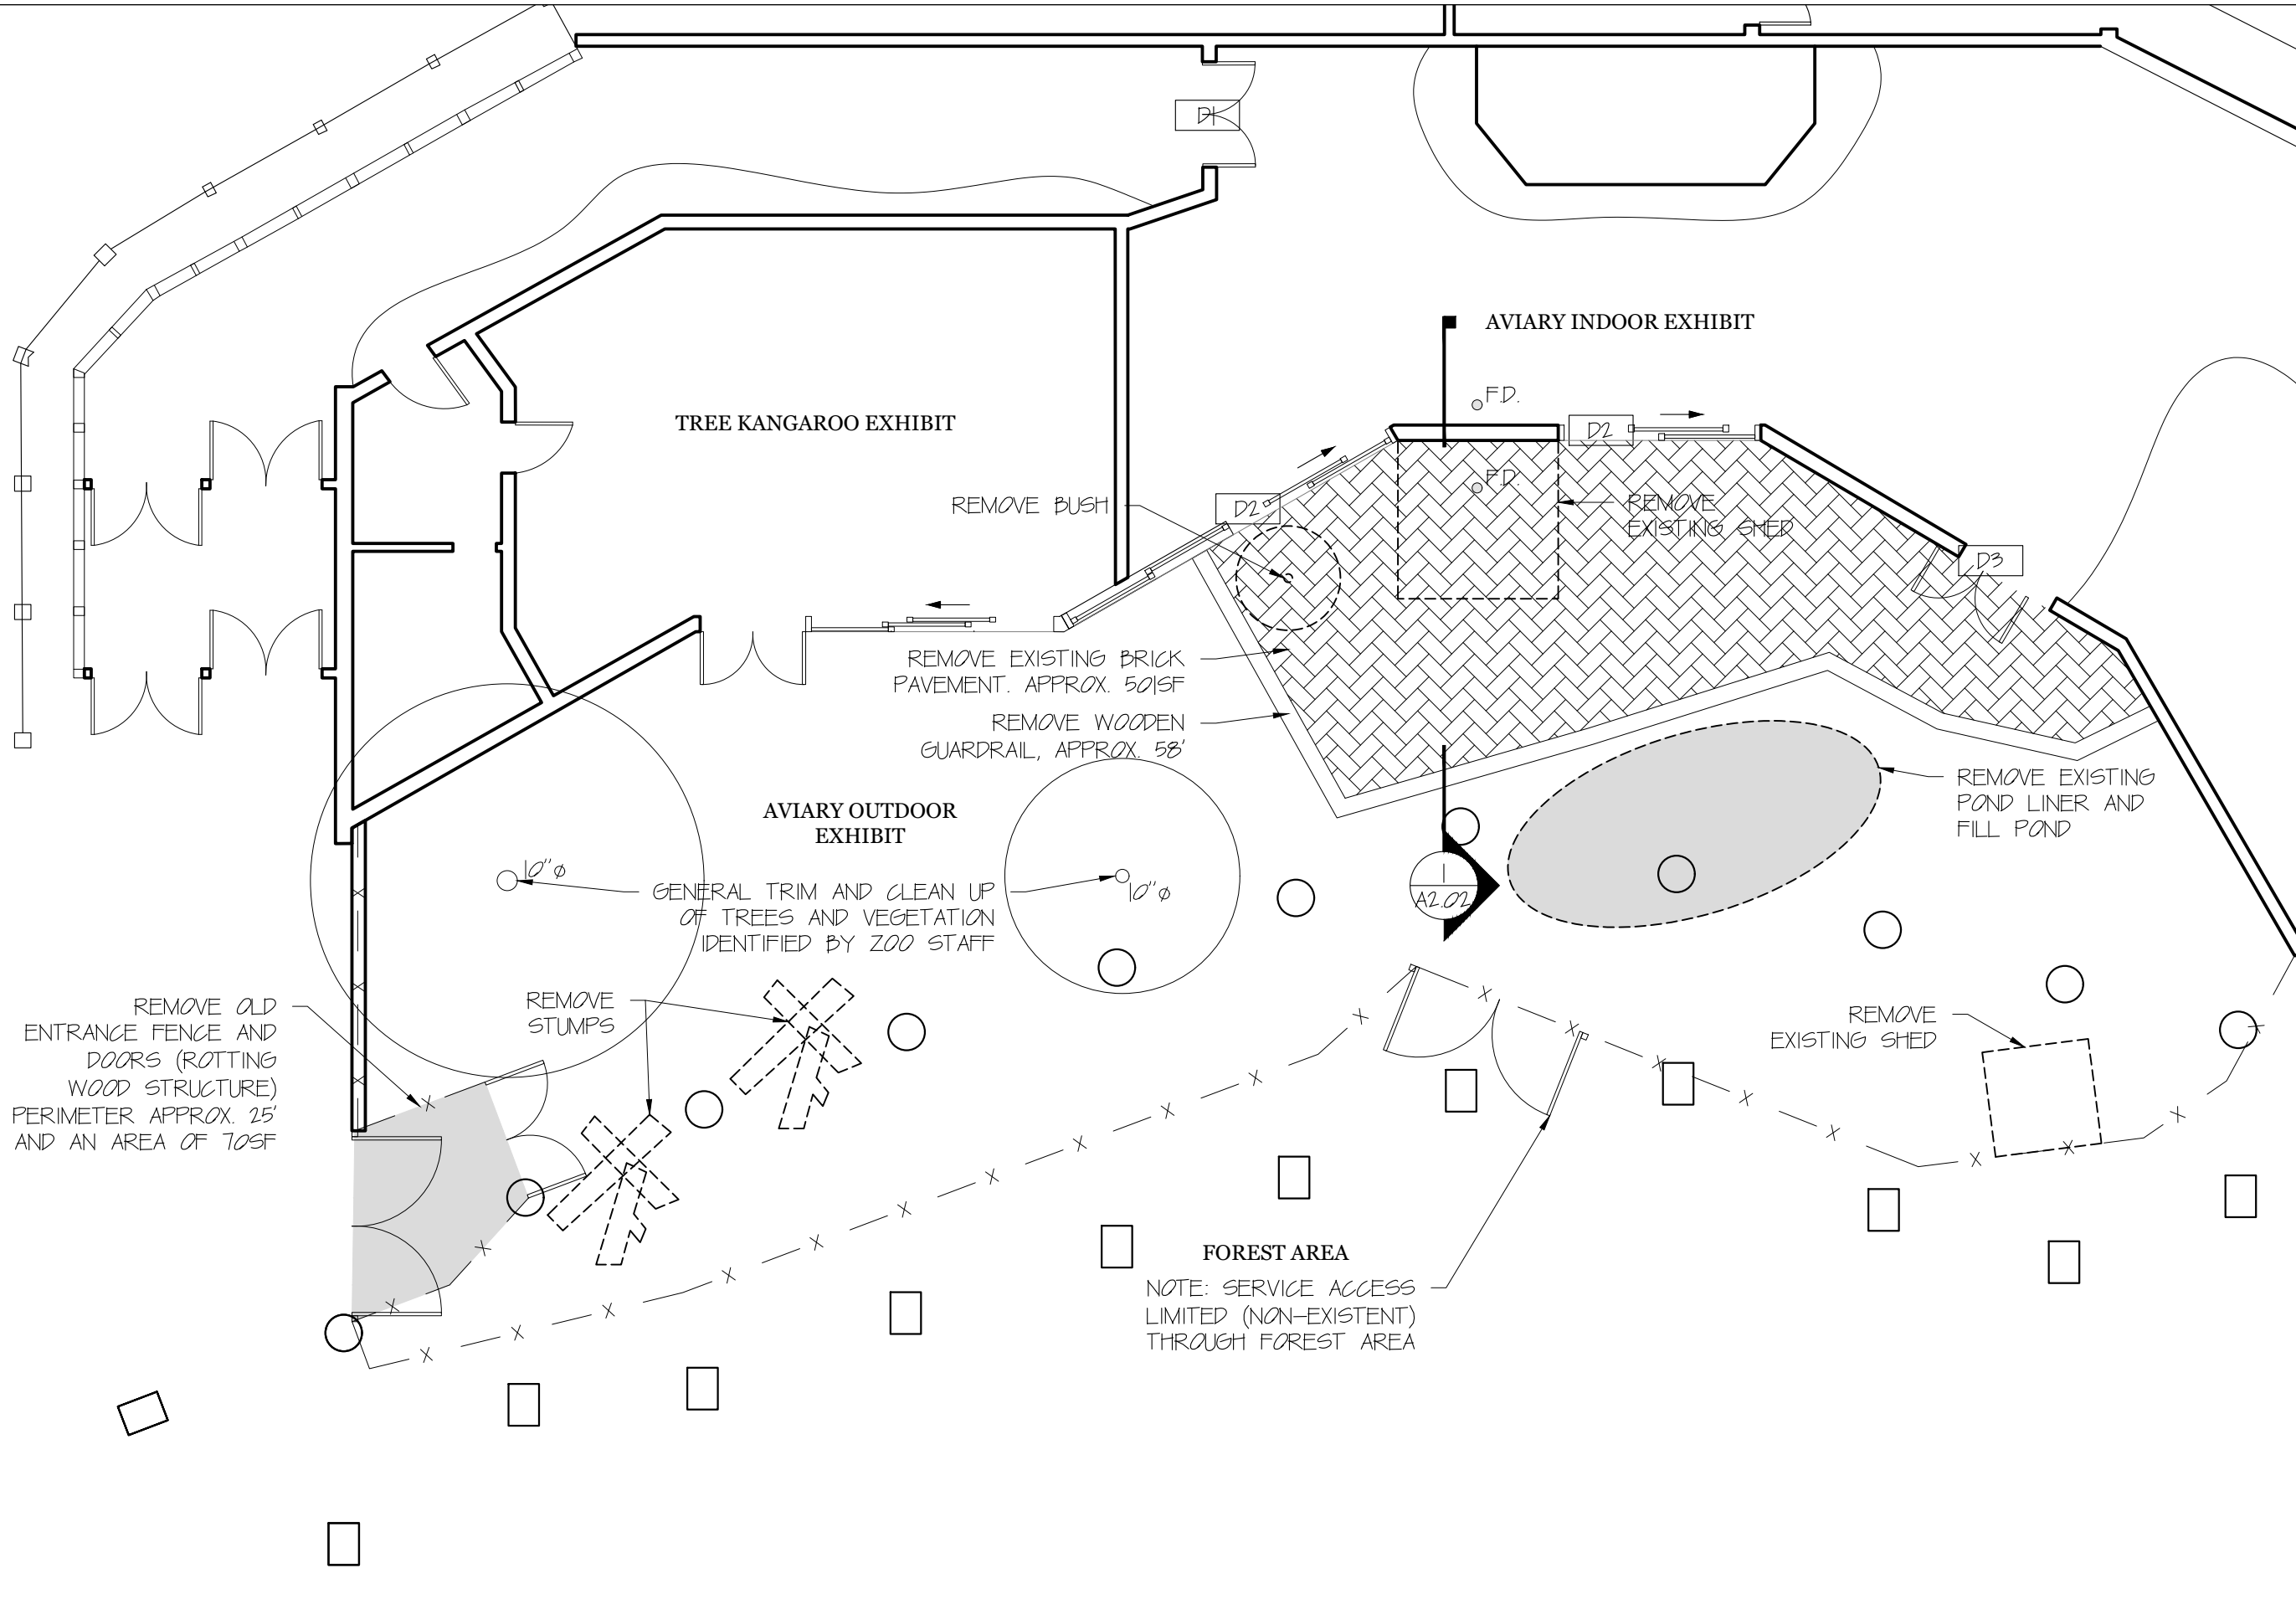 D1
AVIARY INDOOR EXHIBIT
F.D.
TREE KANGAROO EXHIBIT
D2
F.D.
REMOVE BUSH
D2
REMOVE
EXISTING SHED
D3
REMOVE EXISTING BRICK
PAVEMENT. APPROX. 501SF
REMOVE WOODEN
GUARDRAIL, APPROX. 58'
REMOVE EXISTING
POND LINER AND
FILL POND
AVIARY OUTDOOR
EXHIBIT
10"ø
GENERAL TRIM AND CLEAN UP
OF TREES AND VEGETATION
IDENTIFIED BY ZOO STAFF
10"ø
1
A2.02
REMOVE OLD
ENTRANCE FENCE AND
DOORS (ROTTING
WOOD STRUCTURE)
PERIMETER APPROX. 25'
AND AN AREA OF 70SF
REMOVE
STUMPS
REMOVE
EXISTING SHED
FOREST AREA
NOTE: SERVICE ACCESS
LIMITED (NON-EXISTENT)
THROUGH FOREST AREA